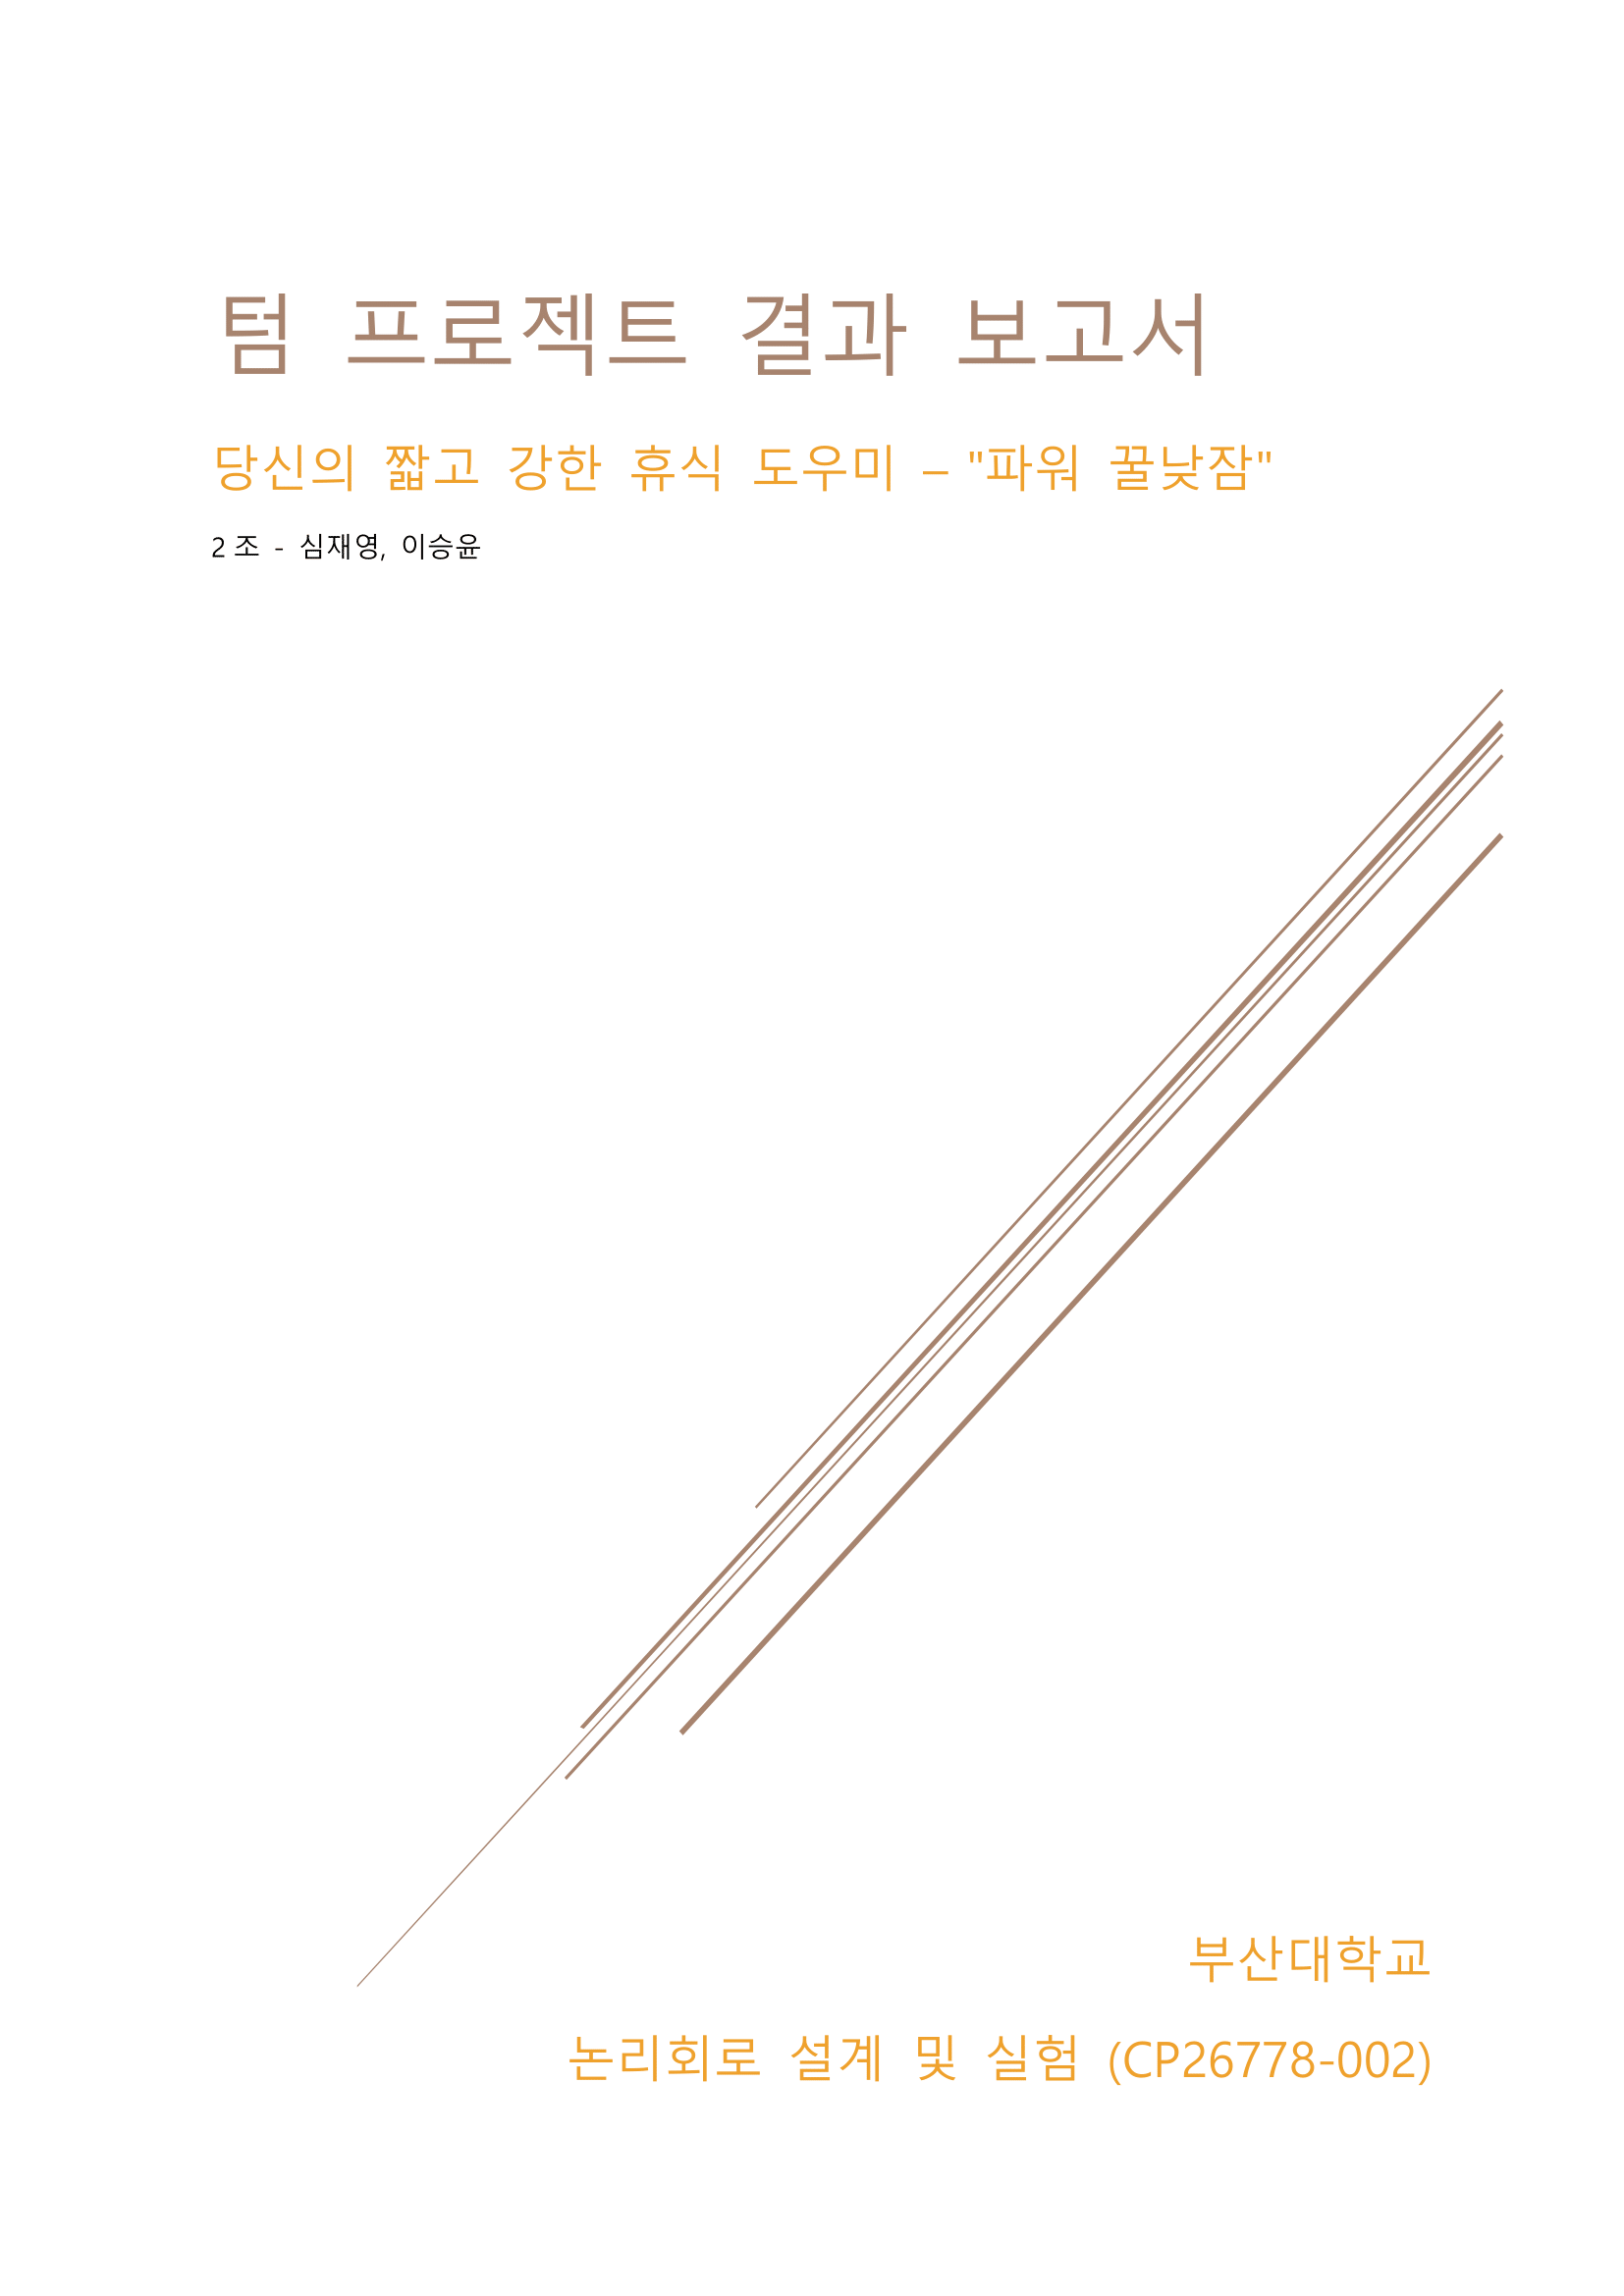 텀 프로젝트 결과 보고서
당신의 짧고 강한 휴식 도우미 – "파워 꿀낮잠"
2조 - 심재영, 이승윤
부산대학교
논리회로 설계 및 실험 (CP26778-002)